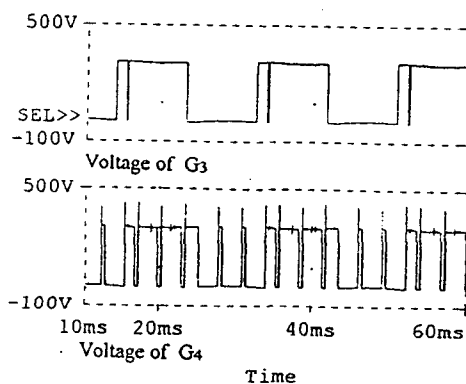 500V
SEL>>
-100V
Voltage of G3
500V
-100V
10ms 20ms 40ms 60ms
Voltage of G4
Time